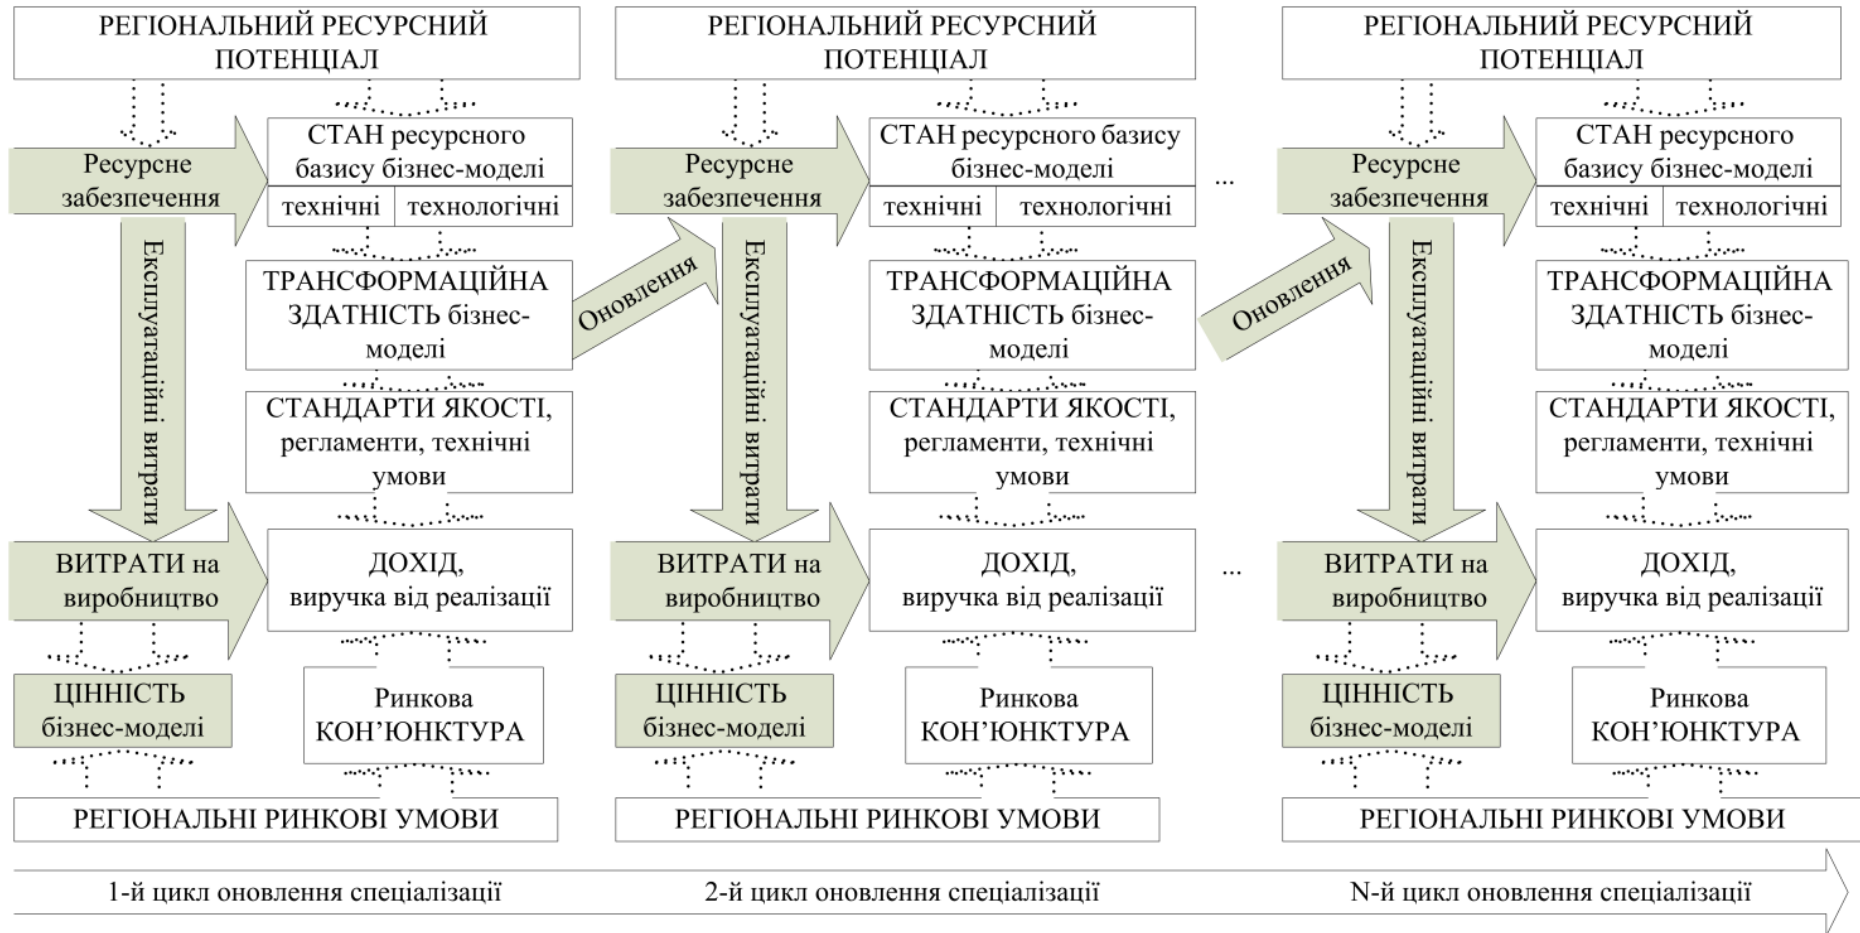 РЕГІОНАЛЬНИЙ РЕСУРСНИЙ
ПОТЕНЦІАЛ
Ресурсне
забезпечення
СТАН ресурсного
базису бізнес-моделі
технічні
технологічні
Експлуатаційні витрати
ТРАНСФОРМАЦІЙНА
ЗДАТНІСТЬ бізнес-
моделі
Оновлення
СТАНДАРТИ ЯКОСТІ,
регламенти, технічні
умови
ВИТРАТИ на
виробництво
ДОХІД,
виручка від реалізації
ЦІННІСТЬ
бізнес-моделі
Ринкова
КОН’ЮНКТУРА
РЕГІОНАЛЬНІ РИНКОВІ УМОВИ
РЕГІОНАЛЬНИЙ РЕСУРСНИЙ
ПОТЕНЦІАЛ
Ресурсне
забезпечення
СТАН ресурсного базису
бізнес-моделі
технічні
технологічні
...
Експлуатаційні витрати
ТРАНСФОРМАЦІЙНА
ЗДАТНІСТЬ бізнес-
моделі
Оновлення
СТАНДАРТИ ЯКОСТІ,
регламенти, технічні
умови
ВИТРАТИ на
виробництво
ДОХІД,
виручка від реалізації
...
ЦІННІСТЬ
бізнес-моделі
Ринкова
КОН’ЮНКТУРА
РЕГІОНАЛЬНІ РИНКОВІ УМОВИ
РЕГІОНАЛЬНИЙ РЕСУРСНИЙ
ПОТЕНЦІАЛ
Ресурсне
забезпечення
СТАН ресурсного
базису бізнес-моделі
технічні
технологічні
Експлуатаційні витрати
ТРАНСФОРМАЦІЙНА
ЗДАТНІСТЬ бізнес-
моделі
СТАНДАРТИ ЯКОСТІ,
регламенти, технічні
умови
ВИТРАТИ на
виробництво
ДОХІД,
виручка від реалізації
ЦІННІСТЬ
бізнес-моделі
Ринкова
КОН’ЮНКТУРА
РЕГІОНАЛЬНІ РИНКОВІ УМОВИ
1-й цикл оновлення спеціалізації
2-й цикл оновлення спеціалізації
N-й цикл оновлення спеціалізації